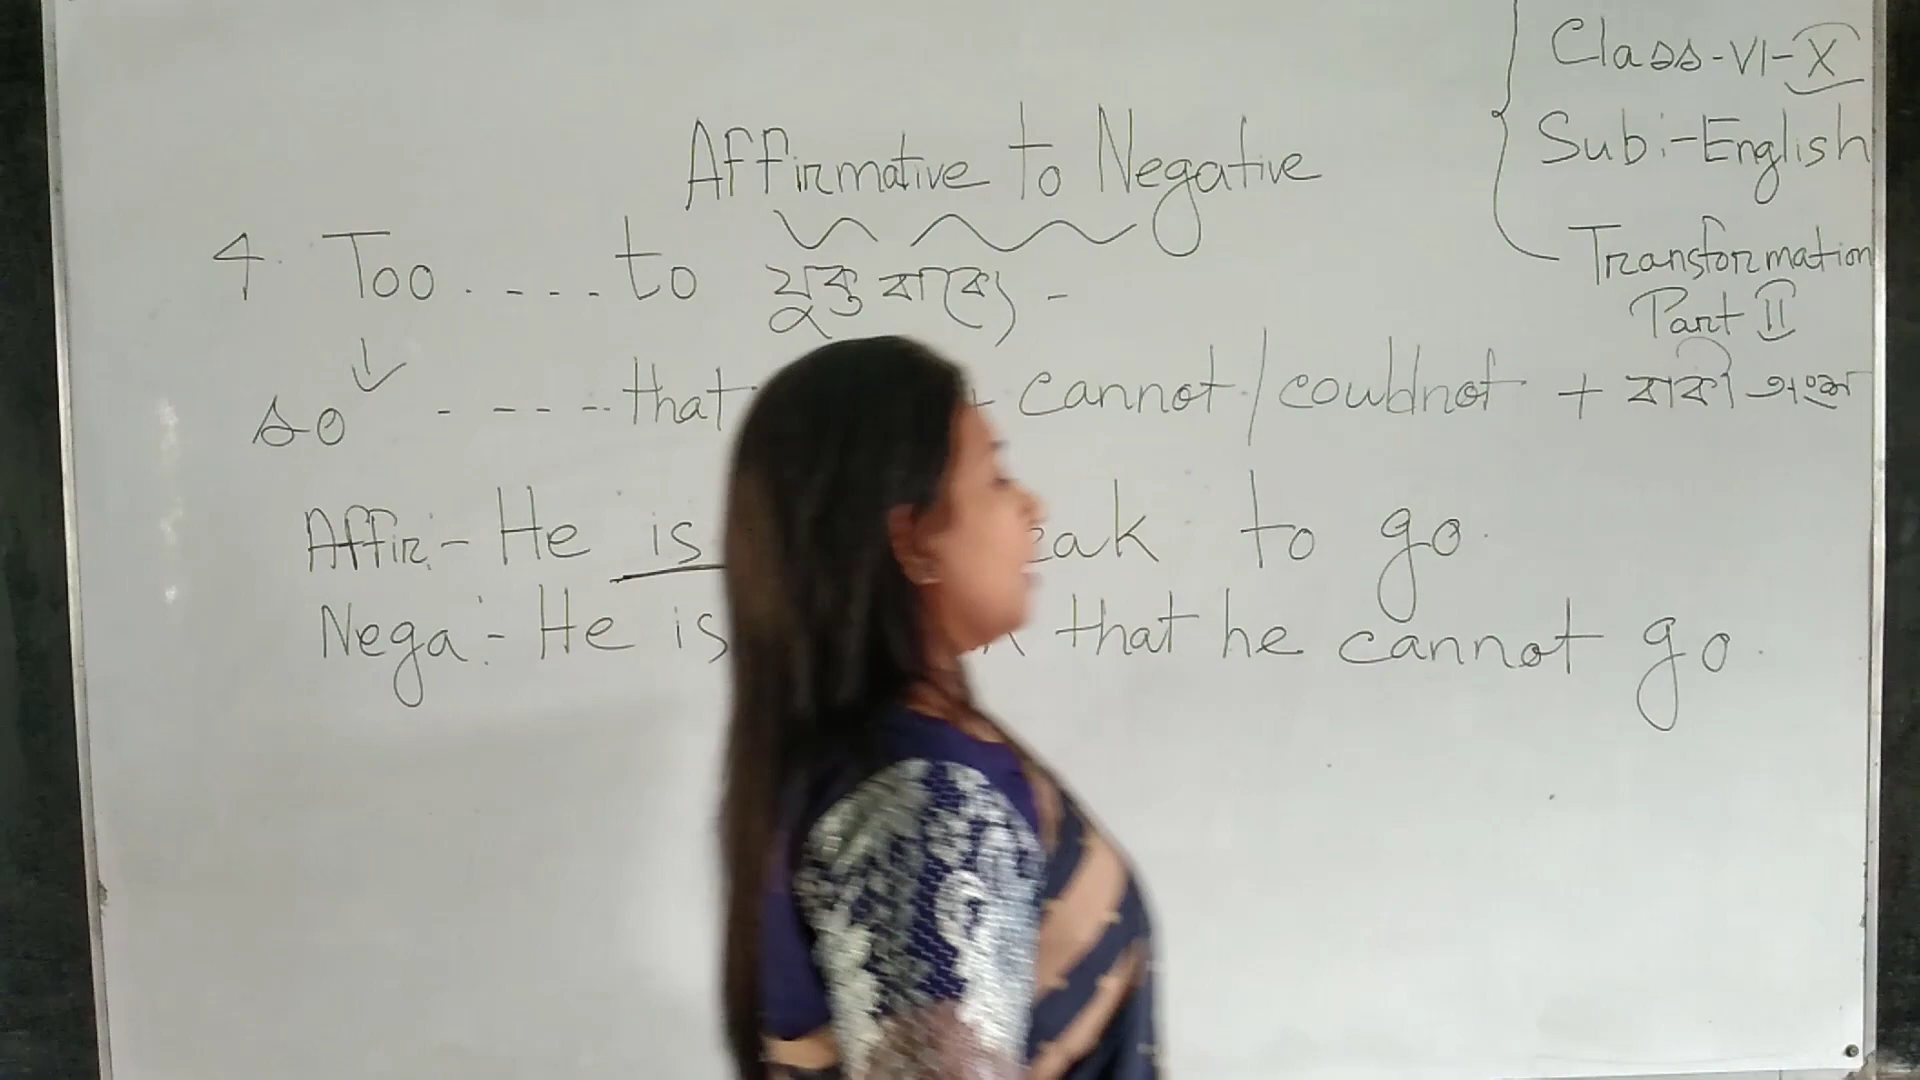 Class-VI-X
Sub:-English
Transformation
Part II
Affirmative to Negative
4. Too ..... to যুক্ত বাক্যে -
so ----- that + cannot/couldnot + বাকী অংশ
Affir:- He is to go.
Nega:- He is that he cannot go.